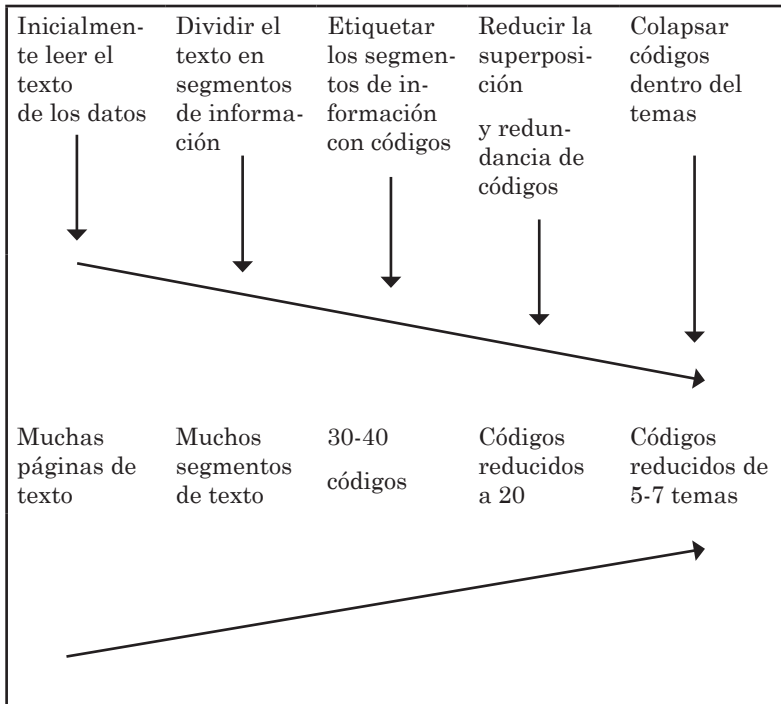 Inicialmen-
te leer el
texto
de los datos
Dividir el
texto en
segmentos
de informa-
ción
Etiquetar
los segmen-
tos de in-
formación
con códigos
Reducir la
superposi-
ción
y redun-
dancia de
códigos
Colapsar
códigos
dentro del
temas
Muchas
páginas de
texto
Muchos
segmentos
de texto
30-40
códigos
Códigos
reducidos
a 20
Códigos
reducidos de
5-7 temas